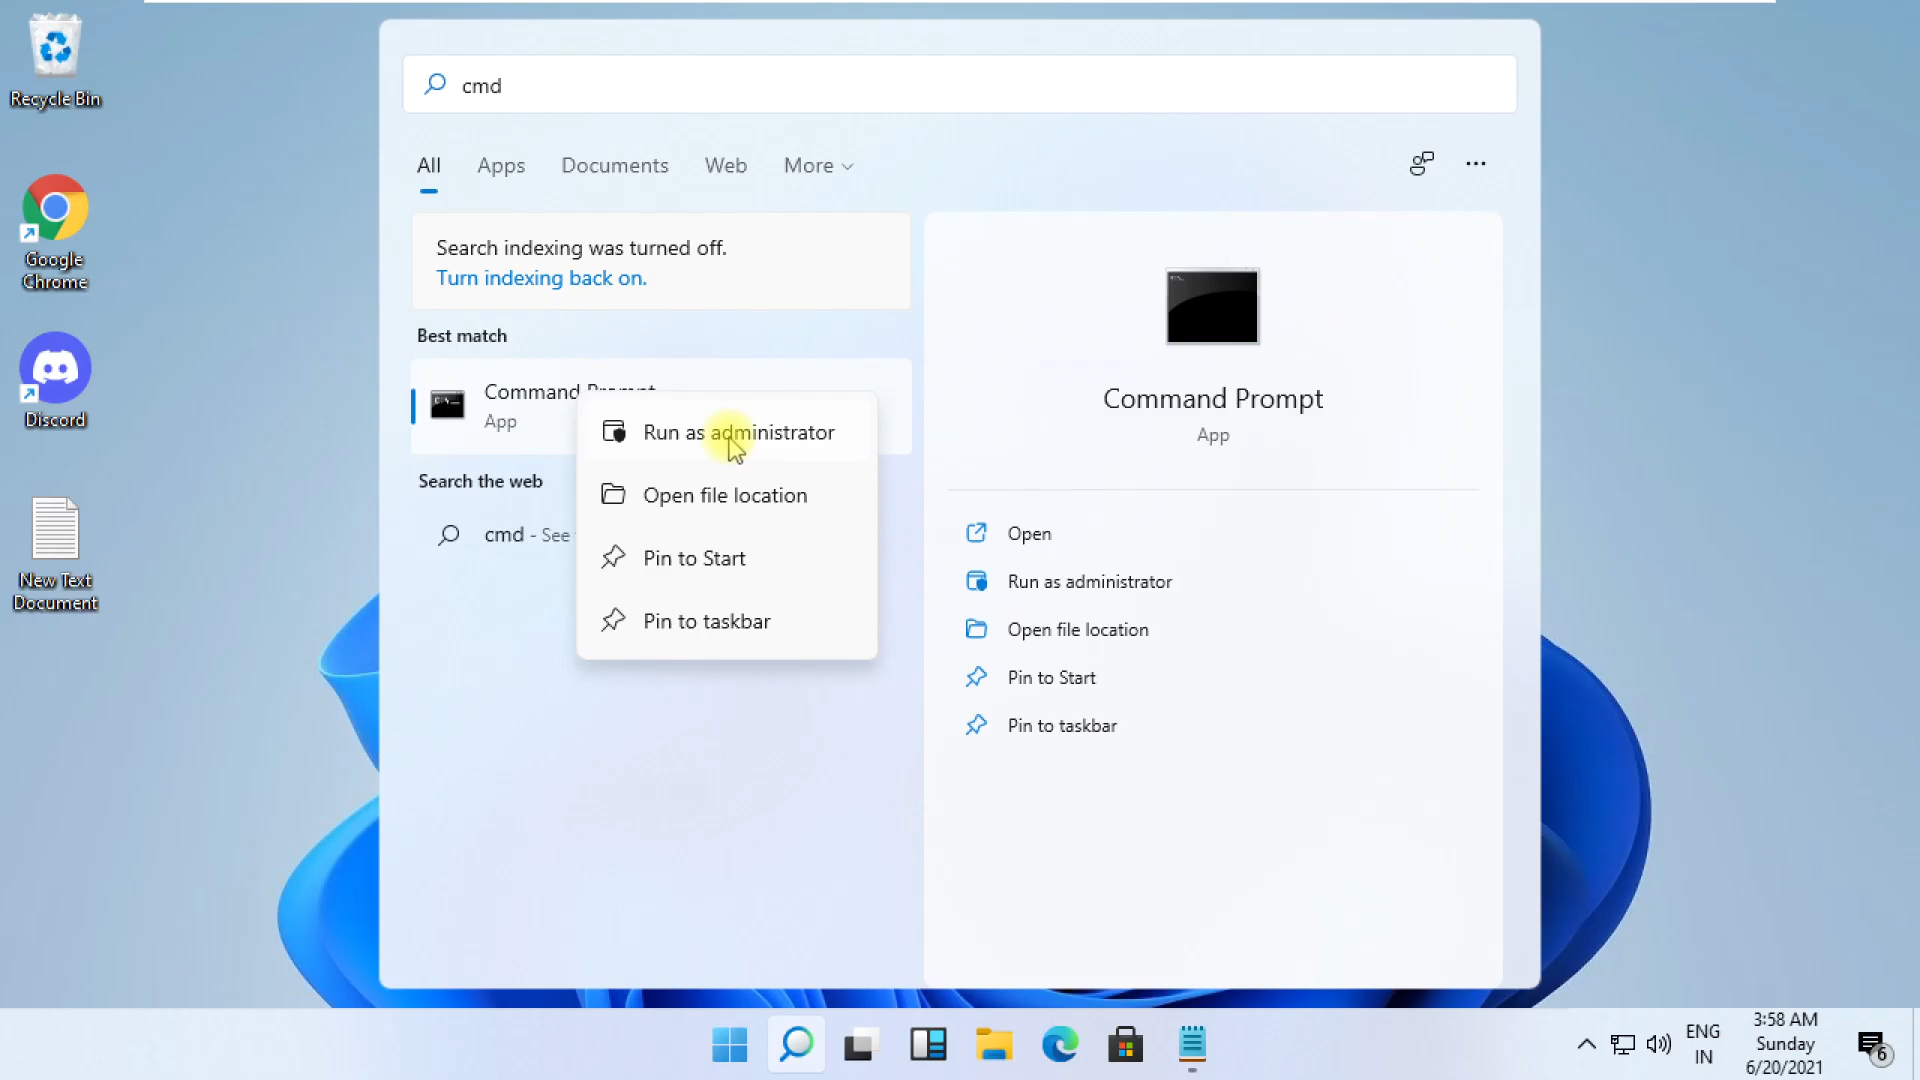 Recycle Bin
Google
Chrome
Discord
New Text
Document
cmd
All Apps Documents Web More
Search indexing was turned off.
Turn indexing back on.
Best match
Command Prompt
App
Search the web
cmd - See
Run as administrator
Open file location
Pin to Start
Pin to taskbar
Command Prompt
App
Open
Run as administrator
Open file location
Pin to Start
Pin to taskbar
ENG
IN
3:58 AM
Sunday
6/20/2021
6